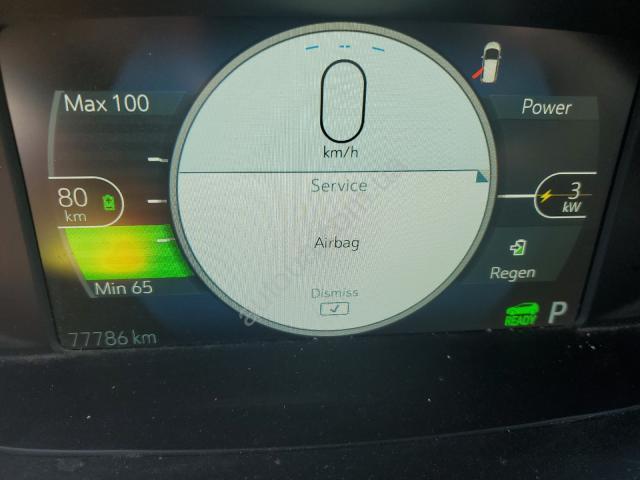 Max 100
Power
0
km/h
80
km
Service
3
kW
Airbag
Regen
Min 65
Dismiss
READY
P
77786 km